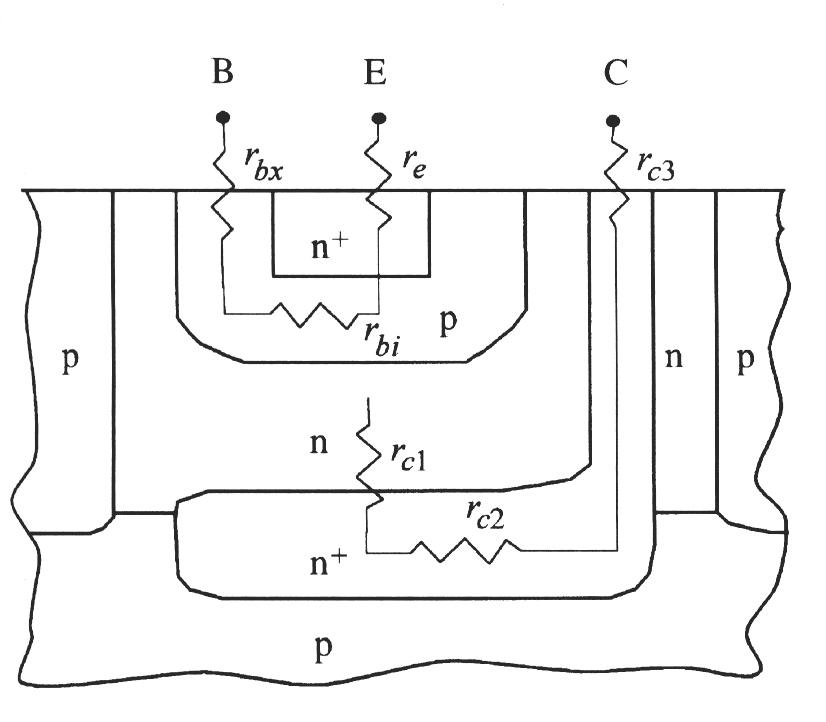 B E C
r_bx r_e r_c3
n+
p
r_bi
p n p
n r_c1
r_c2
n+
p